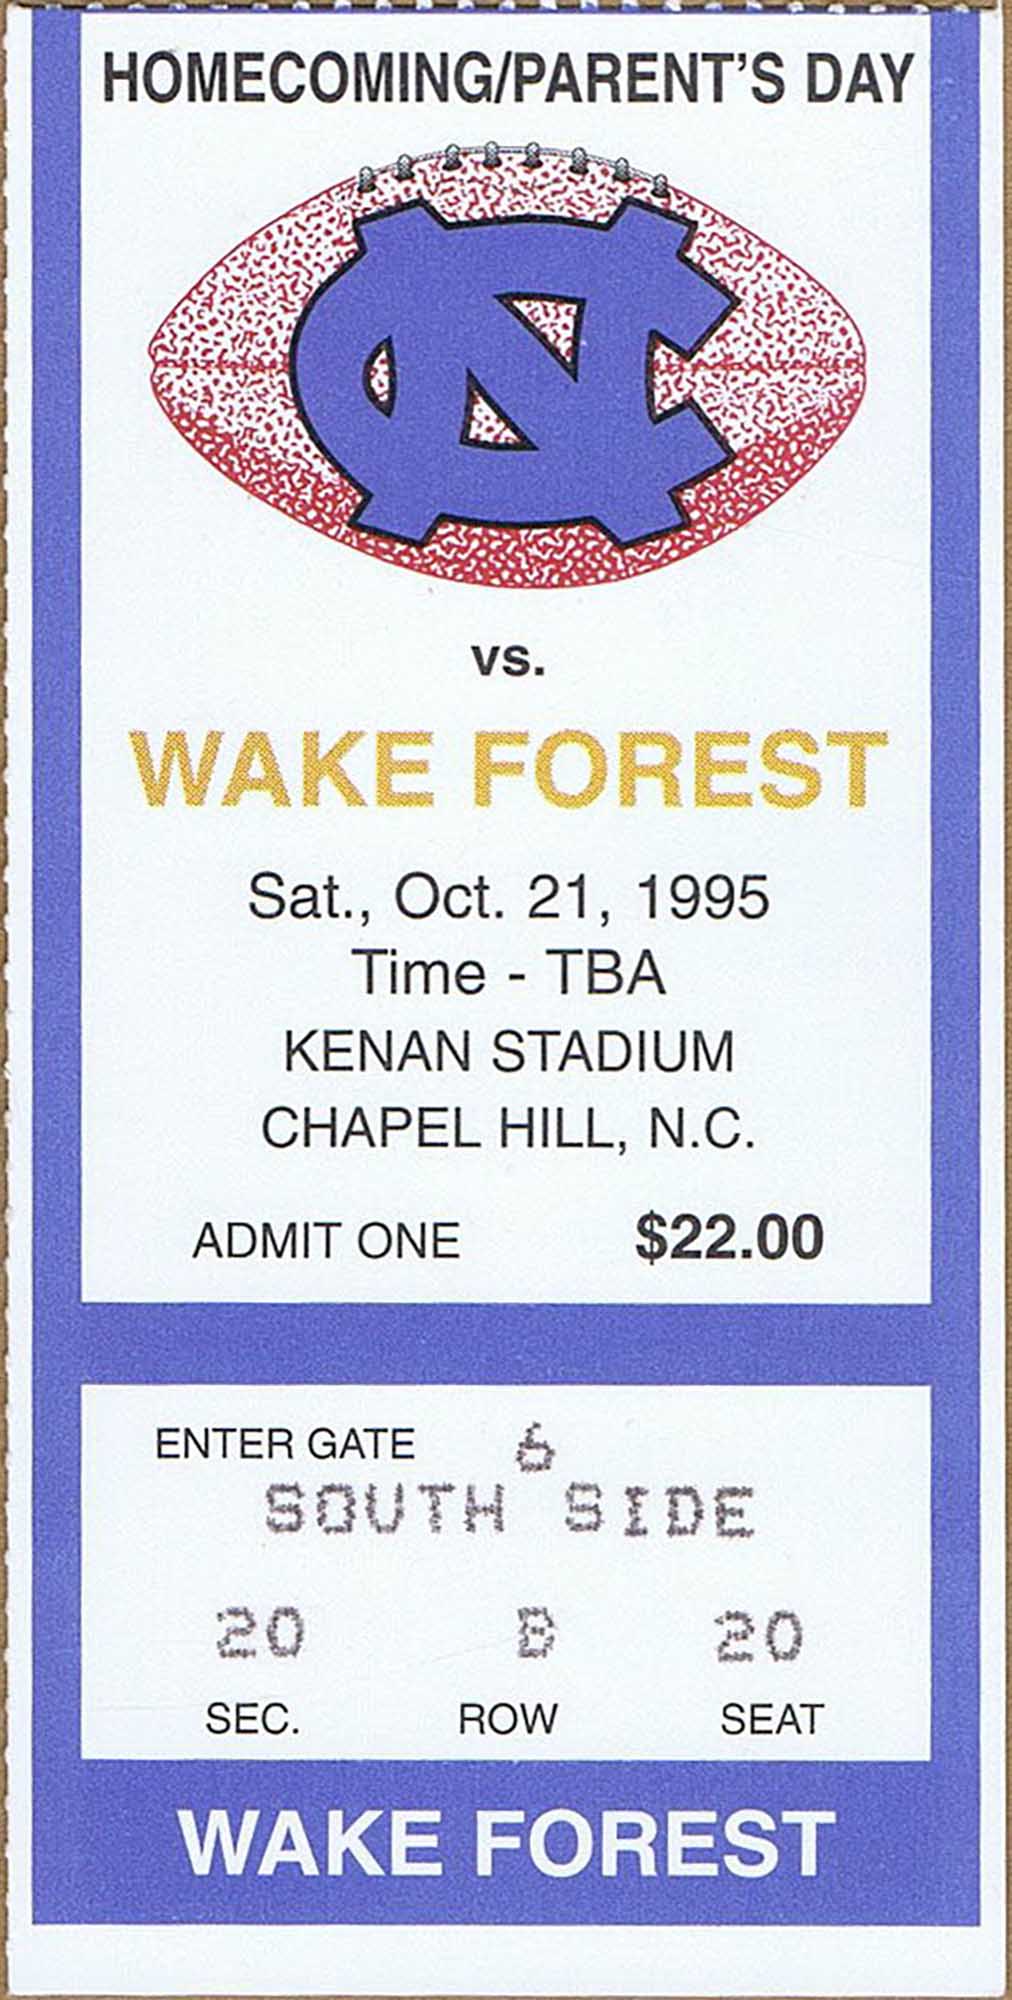 HOMECOMING/PARENT'S DAY
NC
vs.
WAKE FOREST
Sat., Oct. 21, 1995
Time - TBA
KENAN STADIUM
CHAPEL HILL, N.C.
ADMIT ONE $22.00
ENTER GATE 6
SOUTH SIDE
20 B 20
SEC. ROW SEAT
WAKE FOREST